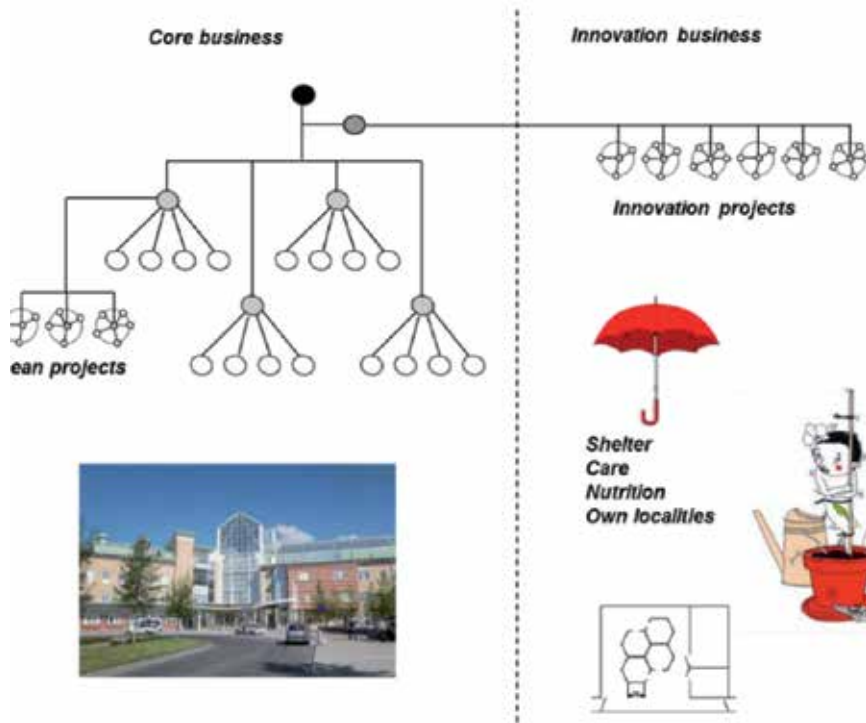 Core business
Innovation business
Innovation projects
ean projects
Shelter
Care
Nutrition
Own localities